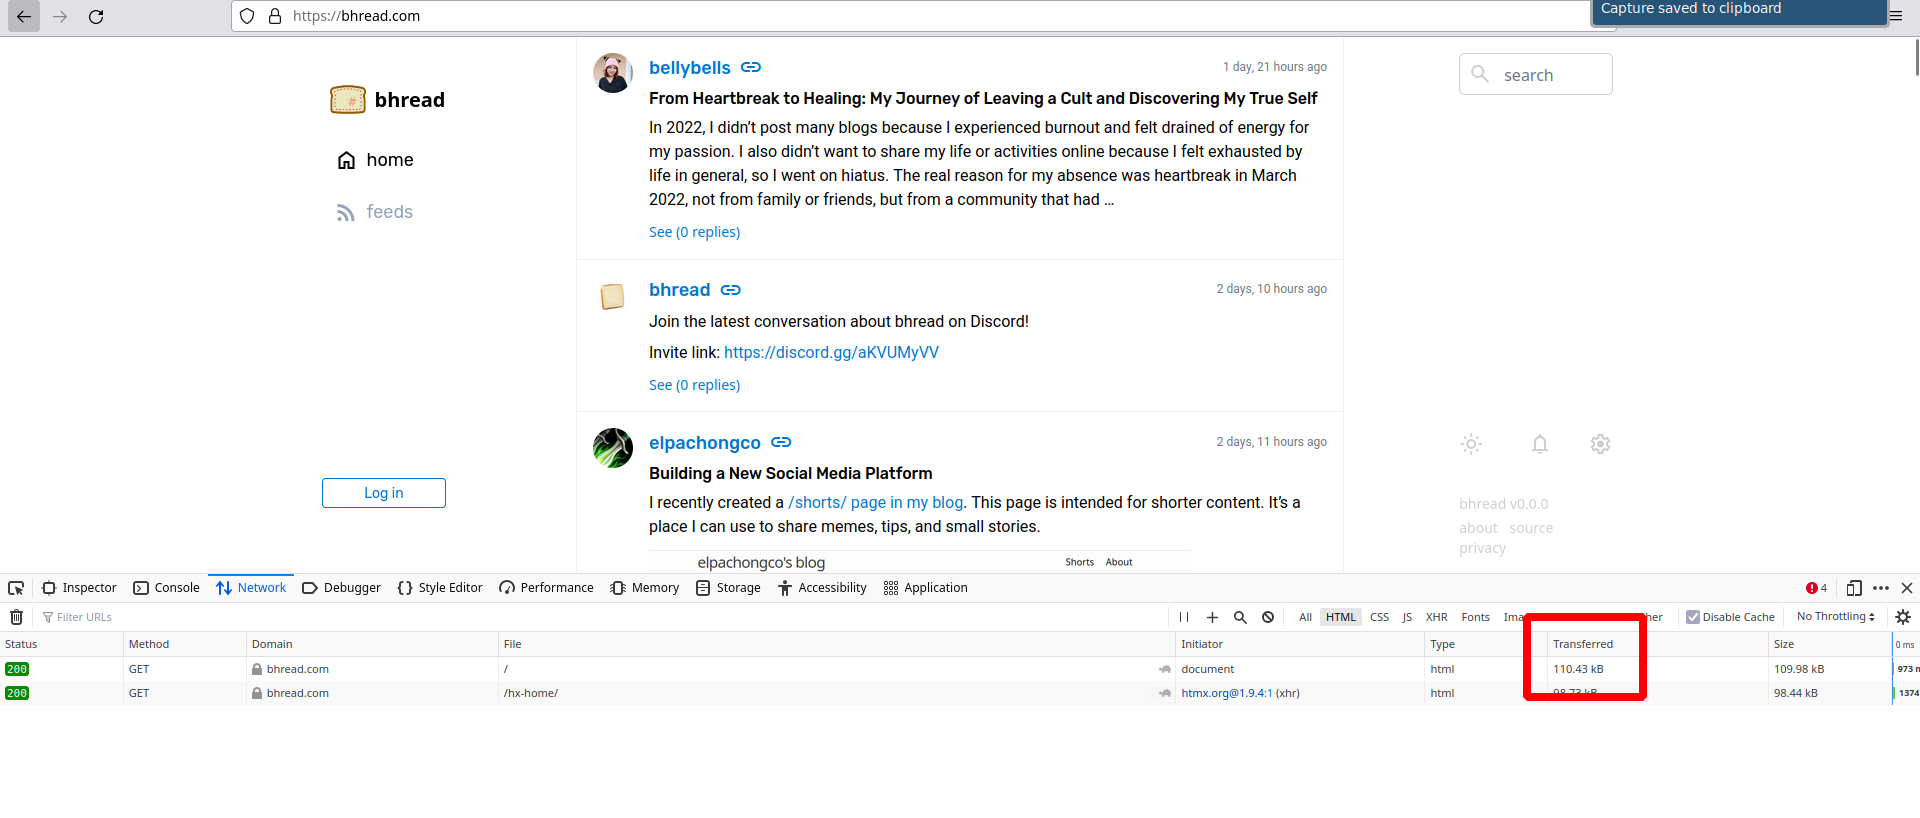 https://bhread.com
Capture saved to clipboard
bhread
home
feeds
Log in
bellybells
1 day, 21 hours ago
From Heartbreak to Healing: My Journey of Leaving a Cult and Discovering My True Self
In 2022, I didn’t post many blogs because I experienced burnout and felt drained of energy for
my passion. I also didn’t want to share my life or activities online because I felt exhausted by
life in general, so I went on hiatus. The real reason for my absence was heartbreak in March
2022, not from family or friends, but from a community that had ...
See (0 replies)
bhread
2 days, 10 hours ago
Join the latest conversation about bhread on Discord!
Invite link: https://discord.gg/aKVUMyVV
See (0 replies)
elpachongco
2 days, 11 hours ago
Building a New Social Media Platform
I recently created a /shorts/ page in my blog. This page is intended for shorter content. It’s a
place I can use to share memes, tips, and small stories.
elpachongco's blog
Shorts About
search
bhread v0.0.0
about source
privacy
Inspector Console Network Debugger Style Editor Performance Memory Storage Accessibility Application 4
Filter URLs All HTML CSS JS XHR Fonts Ima her Disable Cache No Throttling
Status Method Domain File Initiator Type Transferred Size 0 ms
200 GET bhread.com / document html 110.43 kB 109.98 kB 973 m
200 GET bhread.com /hx-home/ htmx.org@1.9.4:1 (xhr) html 98.73 kB 98.44 kB 1374